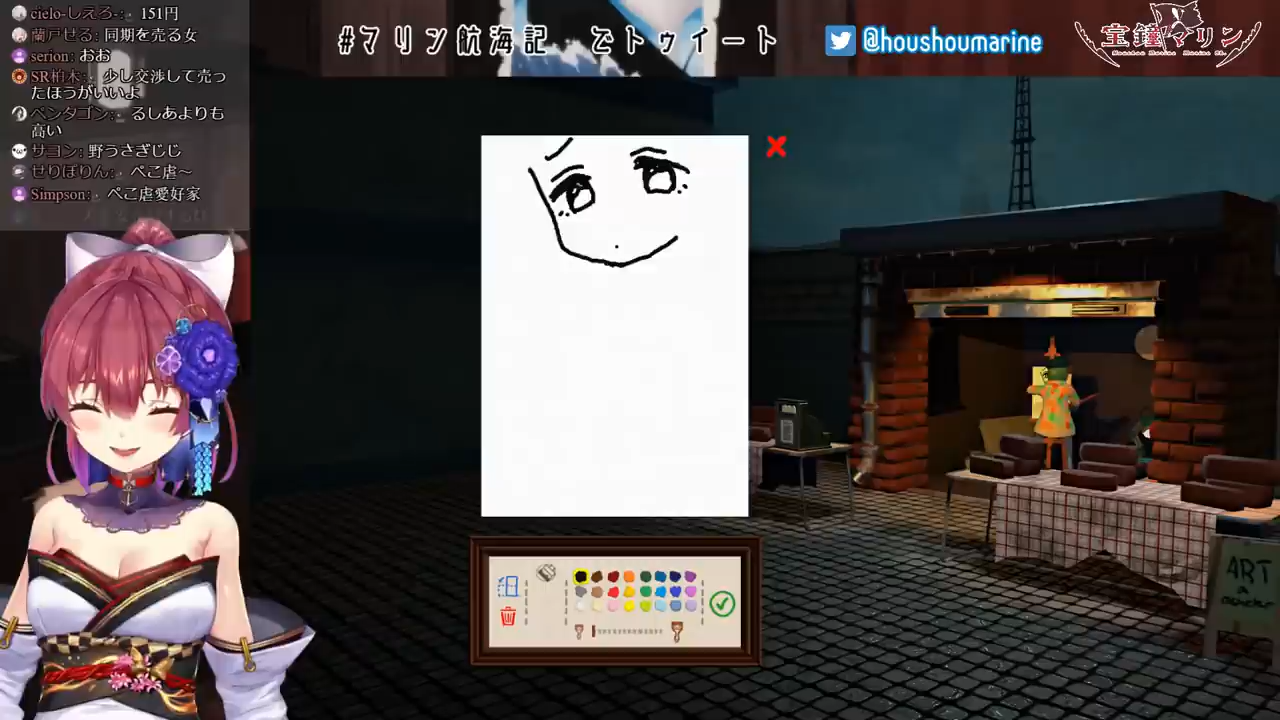 cielo-しえろ-: 151円
蘭戸せる: 同期を売る女
serion: おお
SR柏木: 少し交渉して売っ
たほうがいいよ
ペンタゴン: るしあよりも
高い
サヨン: 野うさぎじじ
せりぽりん: ぺこ虐～
Simpson: ぺこ虐愛好家
#マリン航海記 でトゥイート
@houshoumarine
宝鐘マリン
Houshou Marine
ART